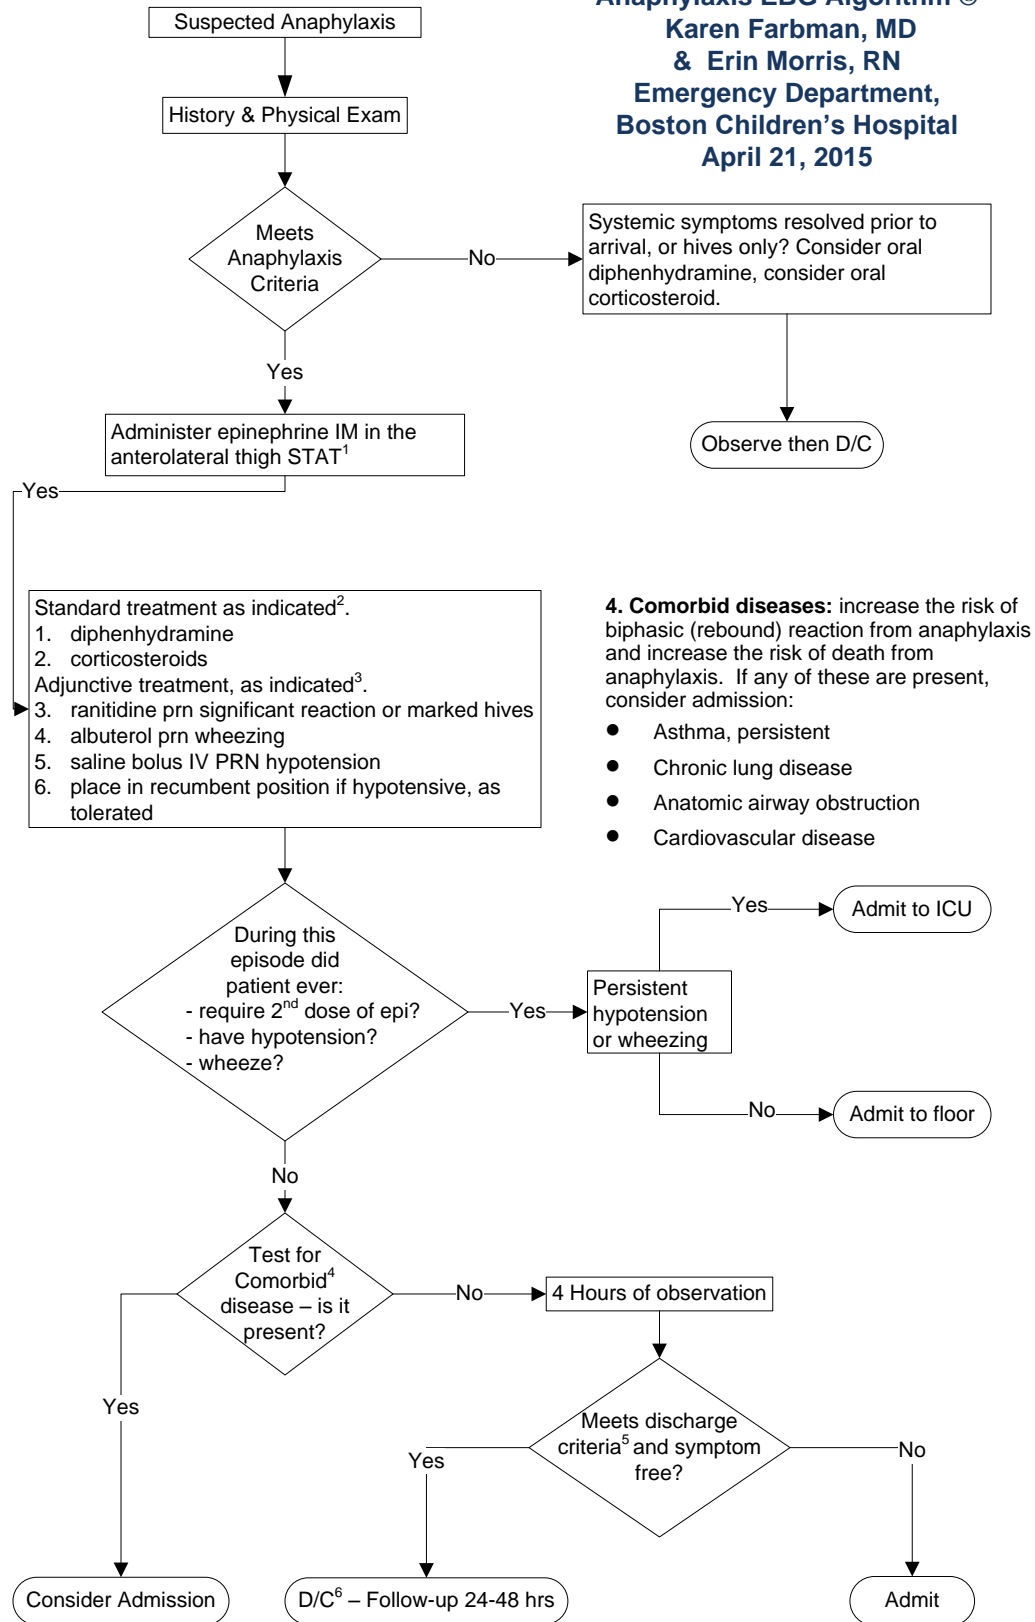 Anaphylaxis EBG Algorithm ©
Karen Farbman, MD
& Erin Morris, RN
Emergency Department,
Boston Children's Hospital
April 21, 2015
Suspected Anaphylaxis
History & Physical Exam
Meets
Anaphylaxis
Criteria
No
Systemic symptoms resolved prior to
arrival, or hives only? Consider oral
diphenhydramine, consider oral
corticosteroid.
Observe then D/C
Yes
Administer epinephrine IM in the
anterolateral thigh STAT1
Yes
Standard treatment as indicated2.
1. diphenhydramine
2. corticosteroids
Adjunctive treatment, as indicated3.
3. ranitidine prn significant reaction or marked hives
4. albuterol prn wheezing
5. saline bolus IV PRN hypotension
6. place in recumbent position if hypotensive, as
tolerated
4. Comorbid diseases: increase the risk of
biphasic (rebound) reaction from anaphylaxis
and increase the risk of death from
anaphylaxis. If any of these are present,
consider admission:
● Asthma, persistent
● Chronic lung disease
● Anatomic airway obstruction
● Cardiovascular disease
During this
episode did
patient ever:
- require 2nd dose of epi?
- have hypotension?
- wheeze?
Yes
Persistent
hypotension
or wheezing
Yes
Admit to ICU
No
Admit to floor
No
Test for
Comorbid4
disease – is it
present?
No
4 Hours of observation
Yes
Consider Admission
Meets discharge
criteria5 and symptom
free?
Yes
D/C6 – Follow-up 24-48 hrs
No
Admit